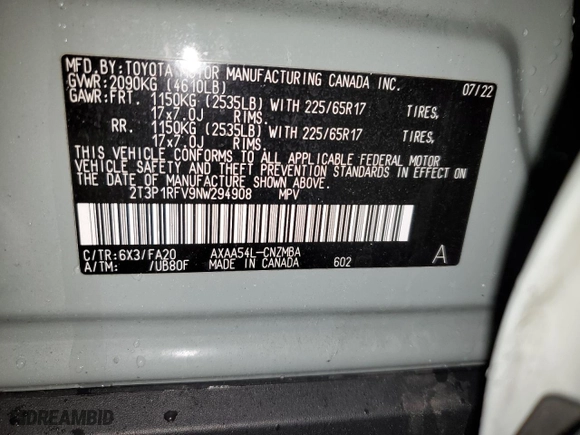 MFD.BY:TOYOTA MOTOR MANUFACTURING CANADA INC.
GVWR:2090KG (4610LB) 07/22
GAWR:FRT. 1150KG (2535LB) WITH 225/65R17 TIRES,
17x7.0J RIMS.
RR. 1150KG (2535LB) WITH 225/65R17 TIRES,
17x7.0J RIMS.
THIS VEHICLE CONFORMS TO ALL APPLICABLE FEDERAL MOTOR
VEHICLE SAFETY AND THEFT PREVENTION STANDARDS IN EFFECT ON
THE DATE OF MANUFACTURE SHOWN ABOVE.
2T3P1RFV9NW294908 MPV
C/TR:6X3/FA20 AXAA54L-CNZMBA
A/TM: /UB80F MADE IN CANADA 602 A
IDREAMBID